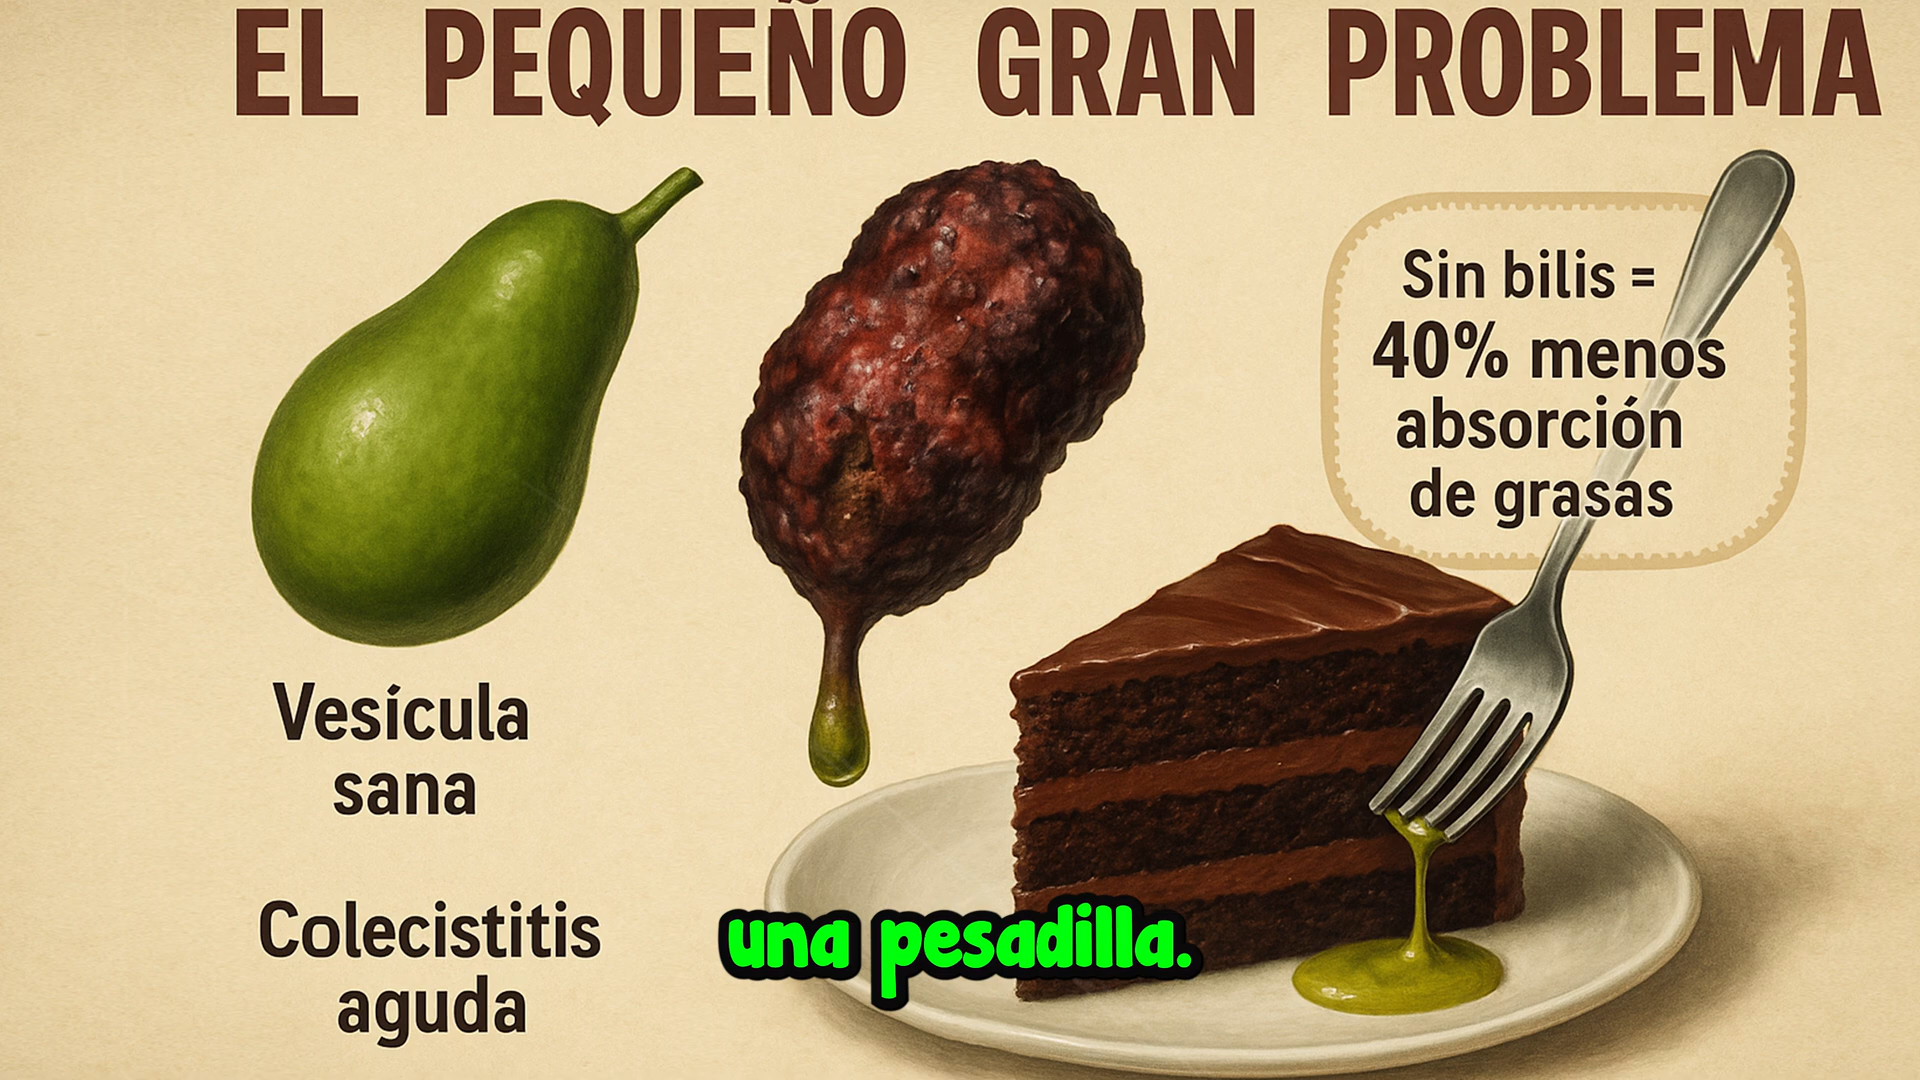 EL PEQUEÑO GRAN PROBLEMA
Sin bilis =
40% menos
absorción
de grasas
Vesícula
sana
Colecistitis
aguda
una pesadilla.